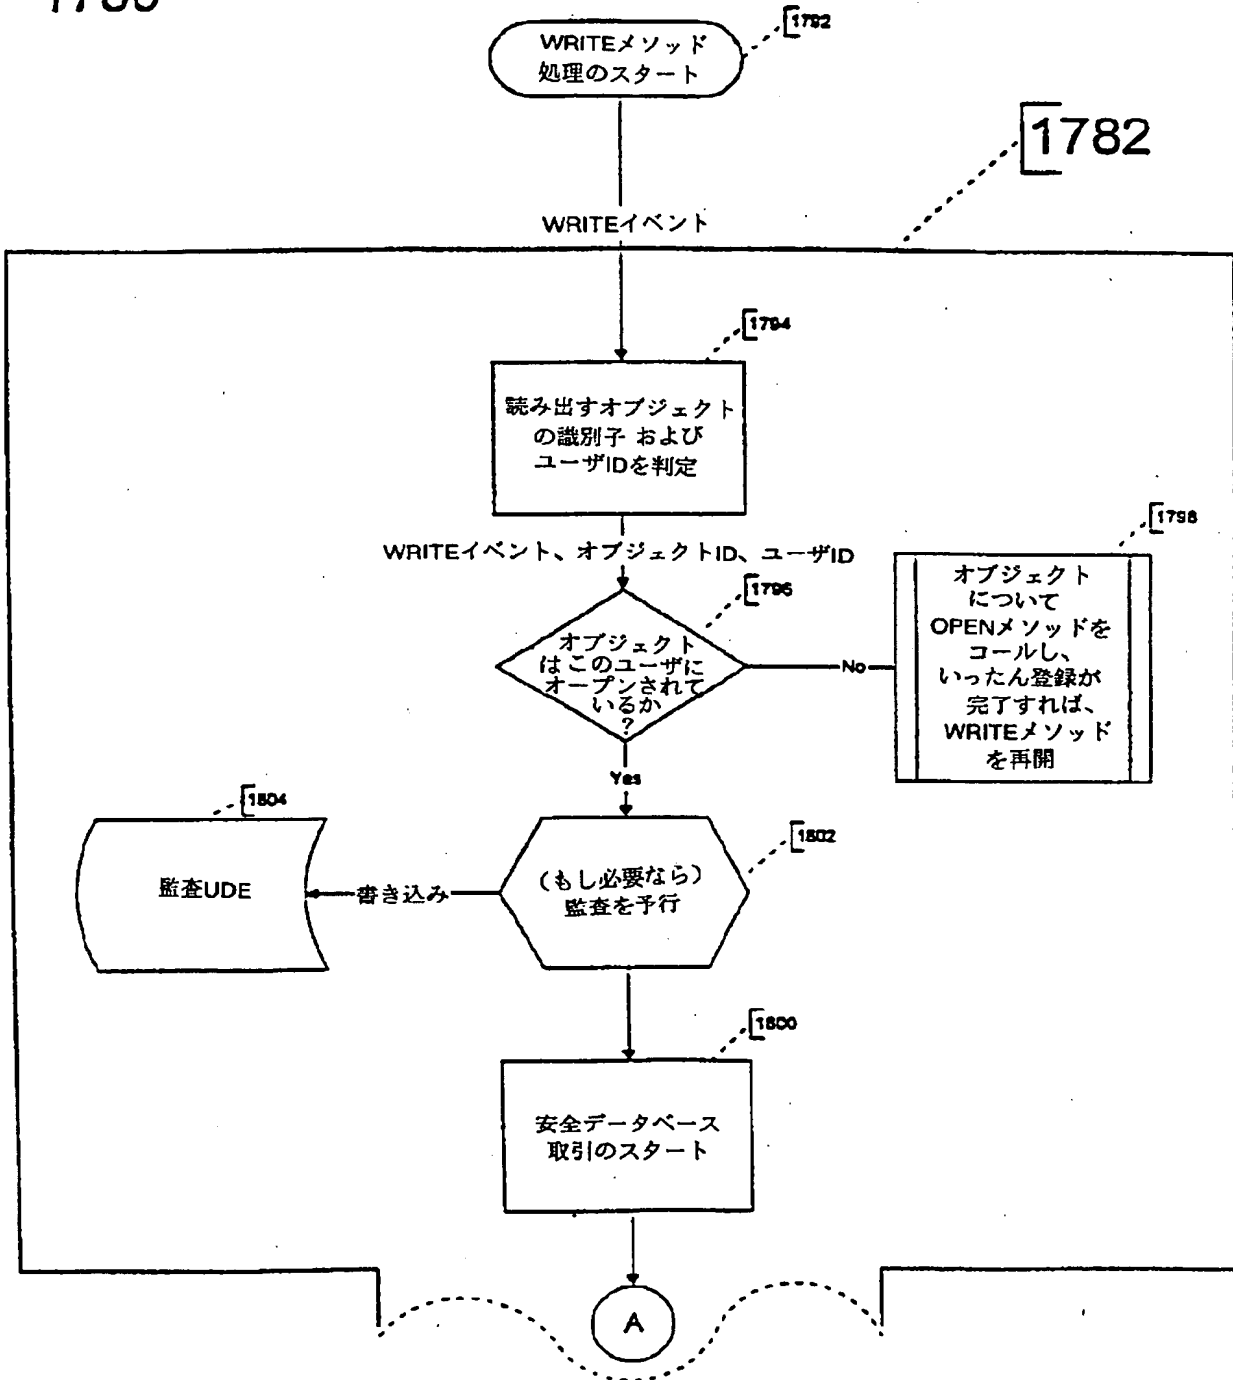 1780
WRITEメソッド
処理のスタート
1792
1782
WRITEイベント
1794
読み出すオブジェクト
の識別子 および
ユーザIDを判定
WRITEイベント、オブジェクトID、ユーザID
1796
オブジェクト
は このユーザに
オープンされて
いるか
?
No
1798
オブジェクト
について
OPENメソッドを
コールし、
いったん登録が
完了すれば、
WRITEメソッド
を再開
Yes
1804
監査UDE
書き込み
1802
(もし必要なら)
監査を予行
1800
安全データベース
取引のスタート
A